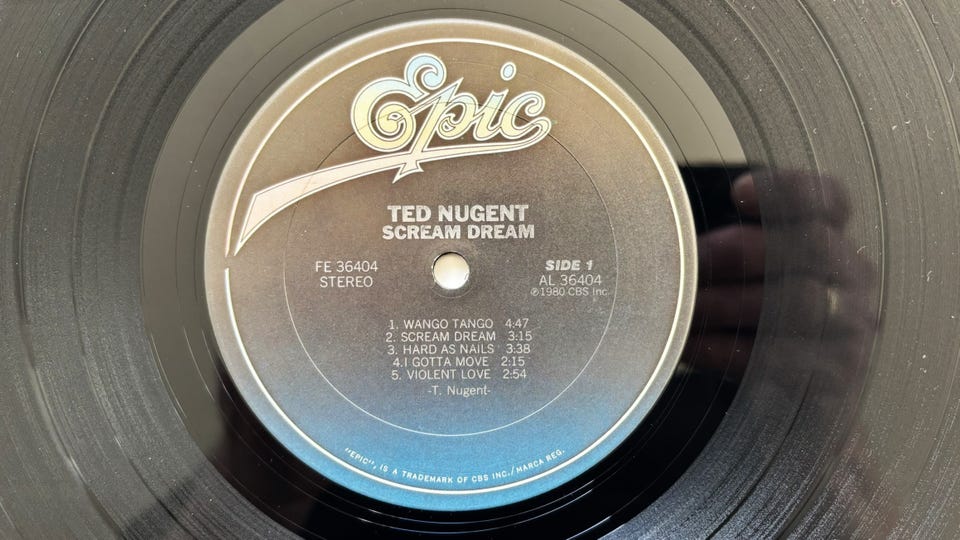 Epic
TED NUGENT
SCREAM DREAM
FE 36404
STEREO
SIDE 1
AL 36404
℗1980 CBS Inc.
1. WANGO TANGO 4:47
2. SCREAM DREAM 3:15
3. HARD AS NAILS 3:38
4.I GOTTA MOVE 2:15
5. VIOLENT LOVE 2:54
-T. Nugent-
"EPIC", IS A TRADEMARK OF CBS INC./MARCA REG.